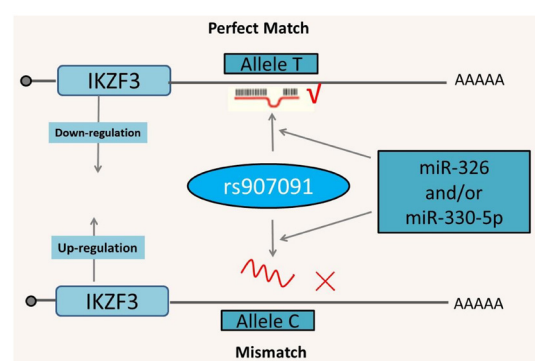 Perfect Match
Allele T
IKZF3
AAAAA
√
Down-regulation
rs907091
miR-326
and/or
miR-330-5p
Up-regulation
IKZF3
AAAAA
Allele C
Mismatch